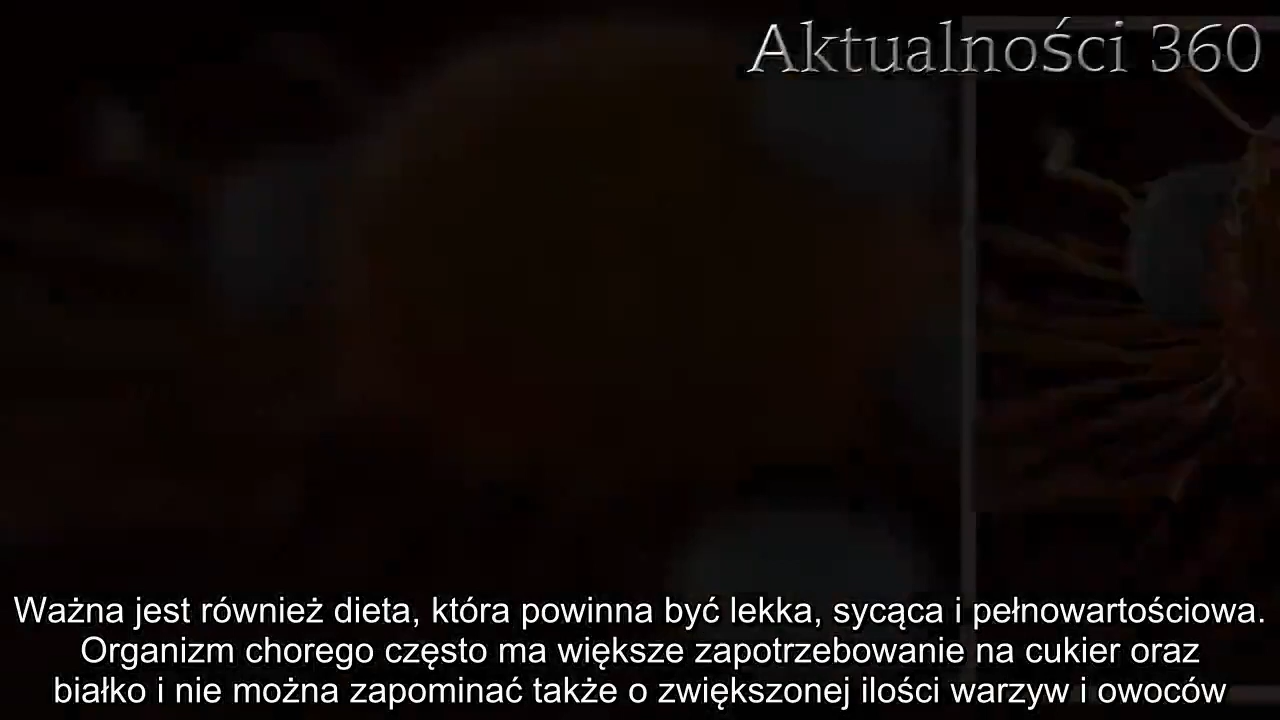 Aktualności 360
Ważna jest również dieta, która powinna być lekka, sycąca i pełnowartościowa.
Organizm chorego często ma większe zapotrzebowanie na cukier oraz
białko i nie można zapominać także o zwiększonej ilości warzyw i owoców